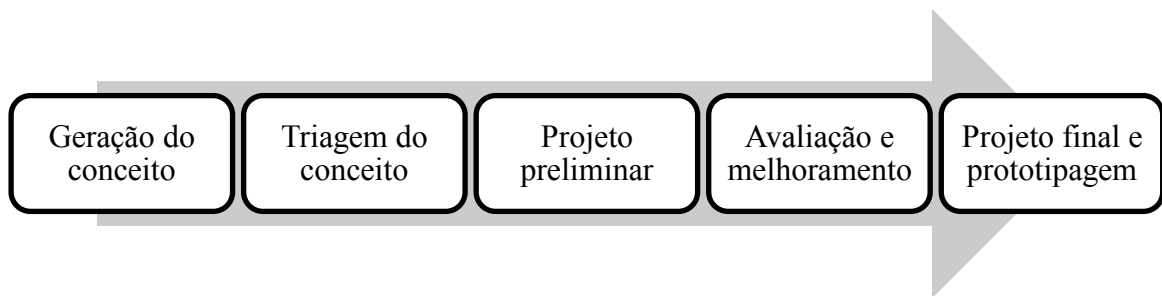 Geração do
conceito
Triagem do
conceito
Projeto
preliminar
Avaliação e
melhoramento
Projeto final e
prototipagem